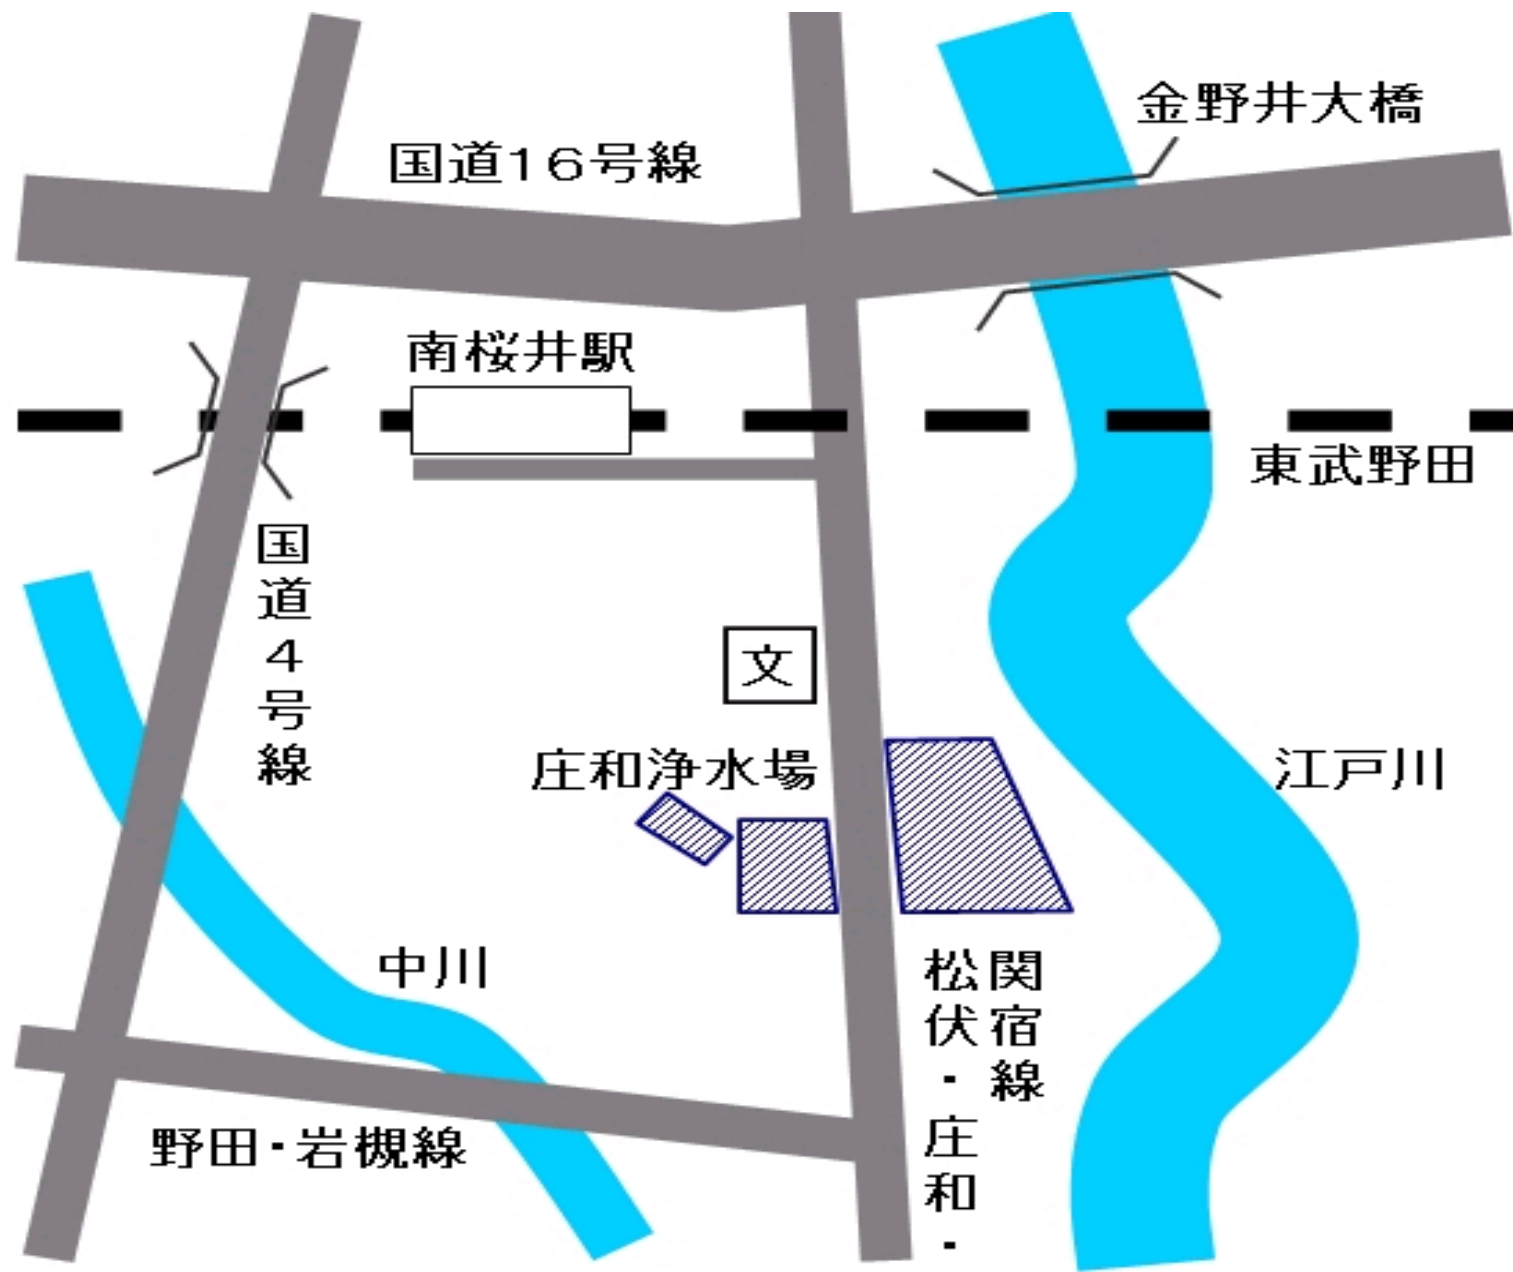 金野井大橋
国道16号線
南桜井駅
東武野田
国道4号線
文
庄和浄水場
江戸川
中川
関宿線
松伏・庄和・
野田・岩槻線